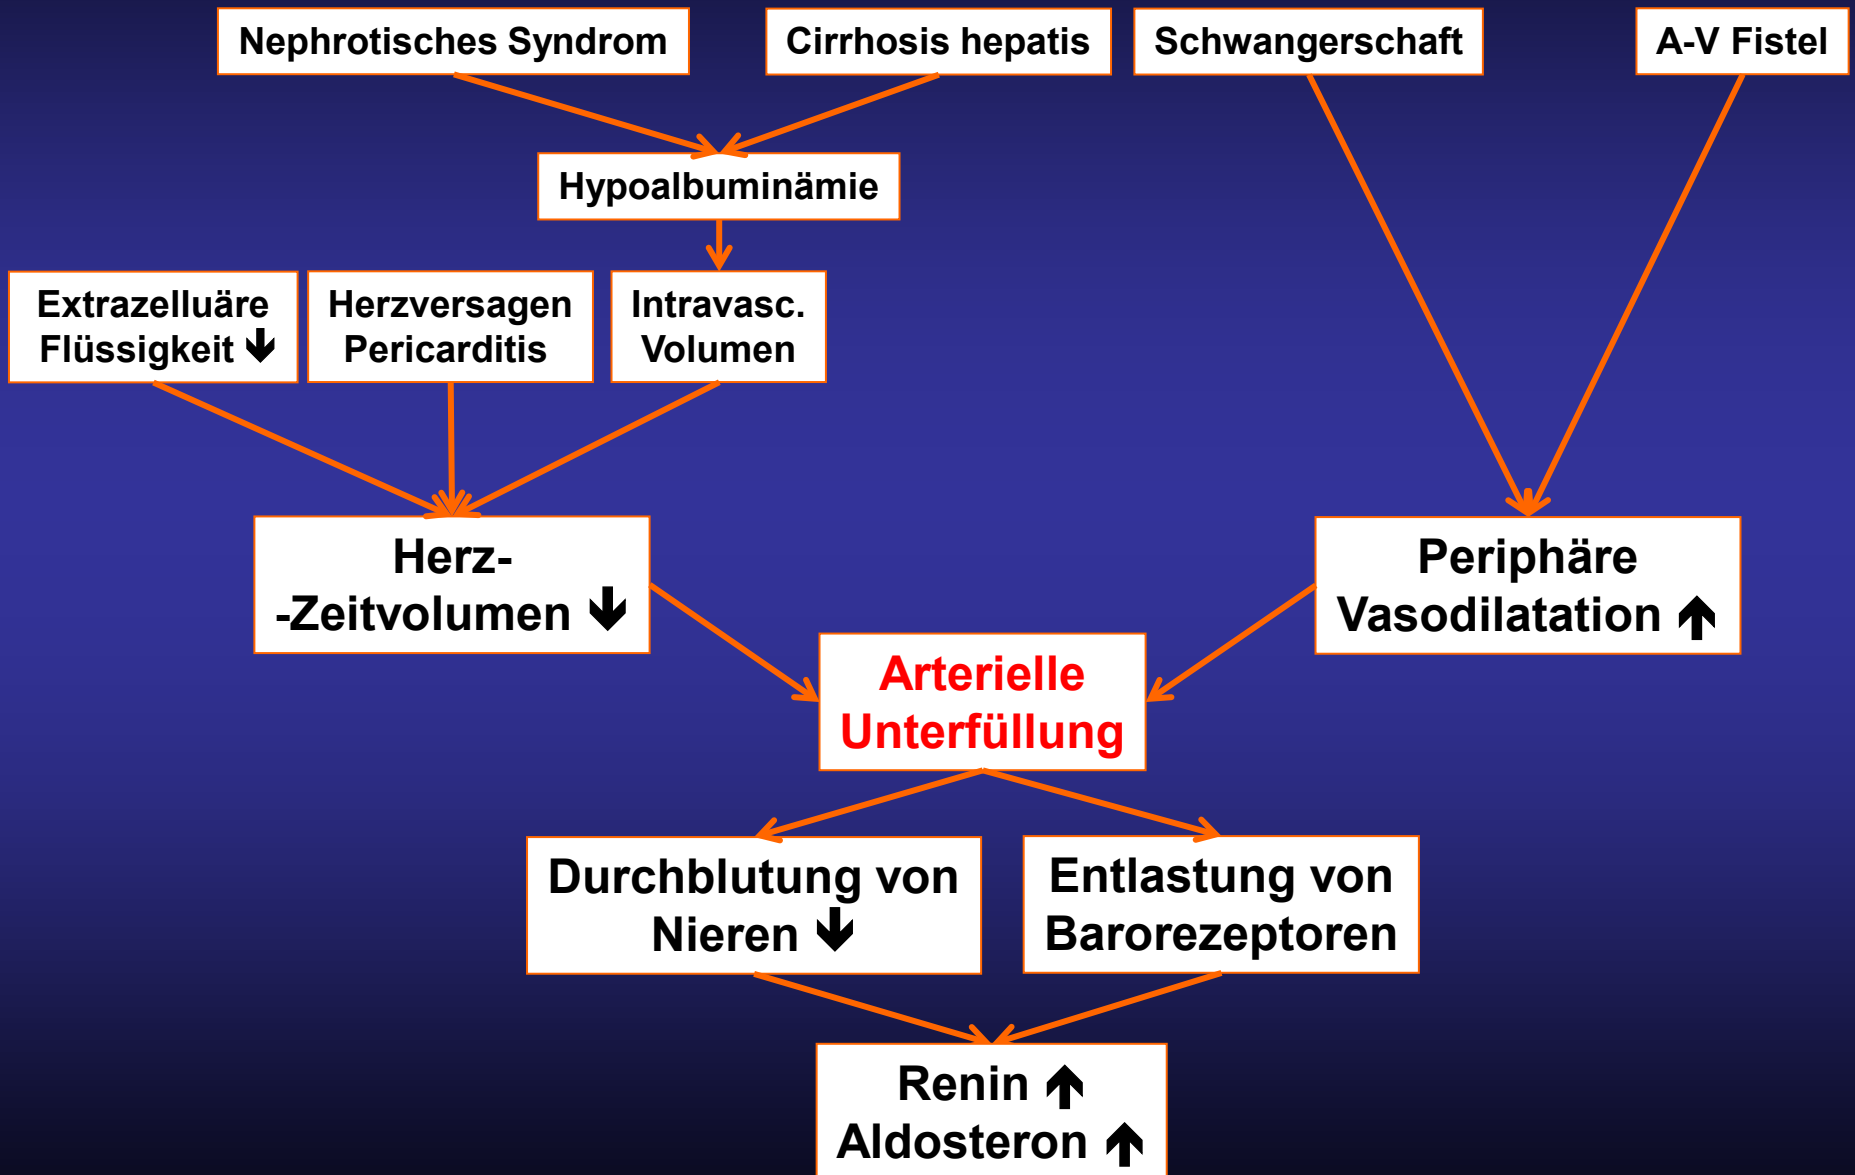 Nephrotisches Syndrom
Cirrhosis hepatis
Schwangerschaft
A-V Fistel
Hypoalbuminämie
Extrazelluäre
Flüssigkeit 🡳
Herzversagen
Pericarditis
Intravasc.
Volumen
Herz-
-Zeitvolumen 🡳
Periphäre
Vasodilatation 🡱
Arterielle
Unterfüllung
Durchblutung von
Nieren 🡳
Entlastung von
Barorezeptoren
Renin 🡱
Aldosteron 🡱